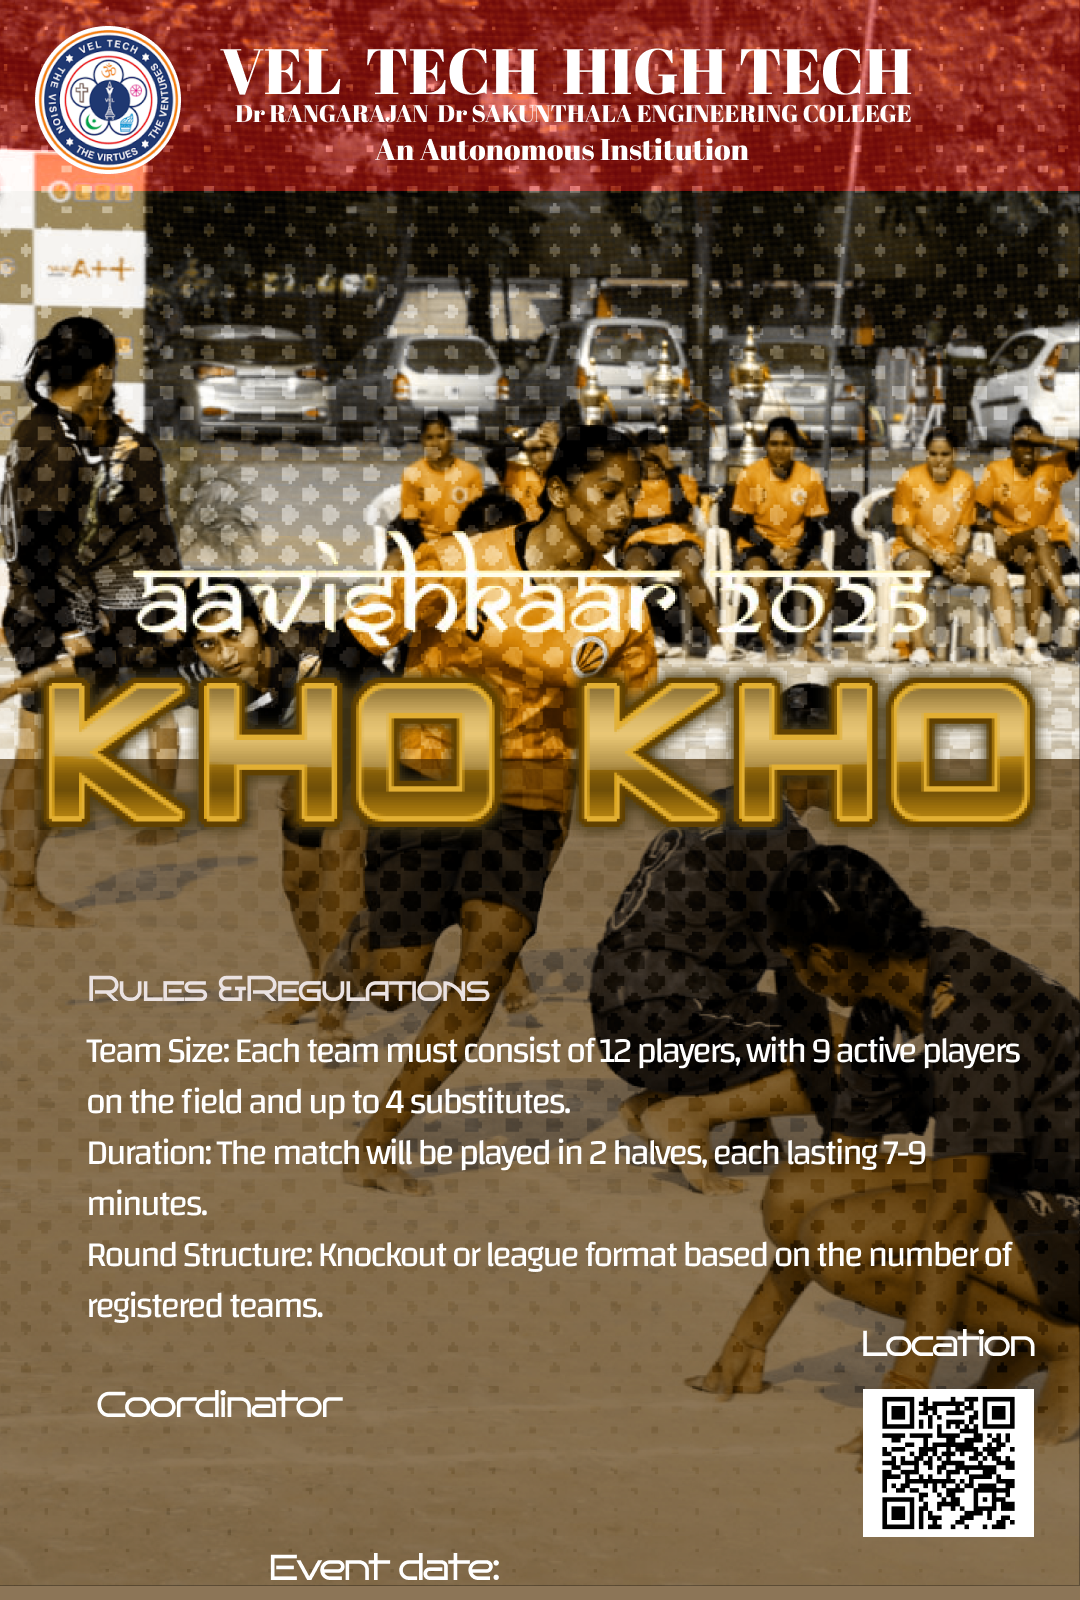 VEL TECH
THE VISION
THE VENTURES
THE VIRTUES
VEL TECH HIGH TECH
Dr RANGARAJAN Dr SAKUNTHALA ENGINEERING COLLEGE
An Autonomous Institution
A++
aavishkaar 2025
KHO KHO
Rules &Regulations
Team Size: Each team must consist of 12 players, with 9 active players
on the field and up to 4 substitutes.
Duration: The match will be played in 2 halves, each lasting 7-9
minutes.
Round Structure: Knockout or league format based on the number of
registered teams.
Location
Coordinator
Event date: